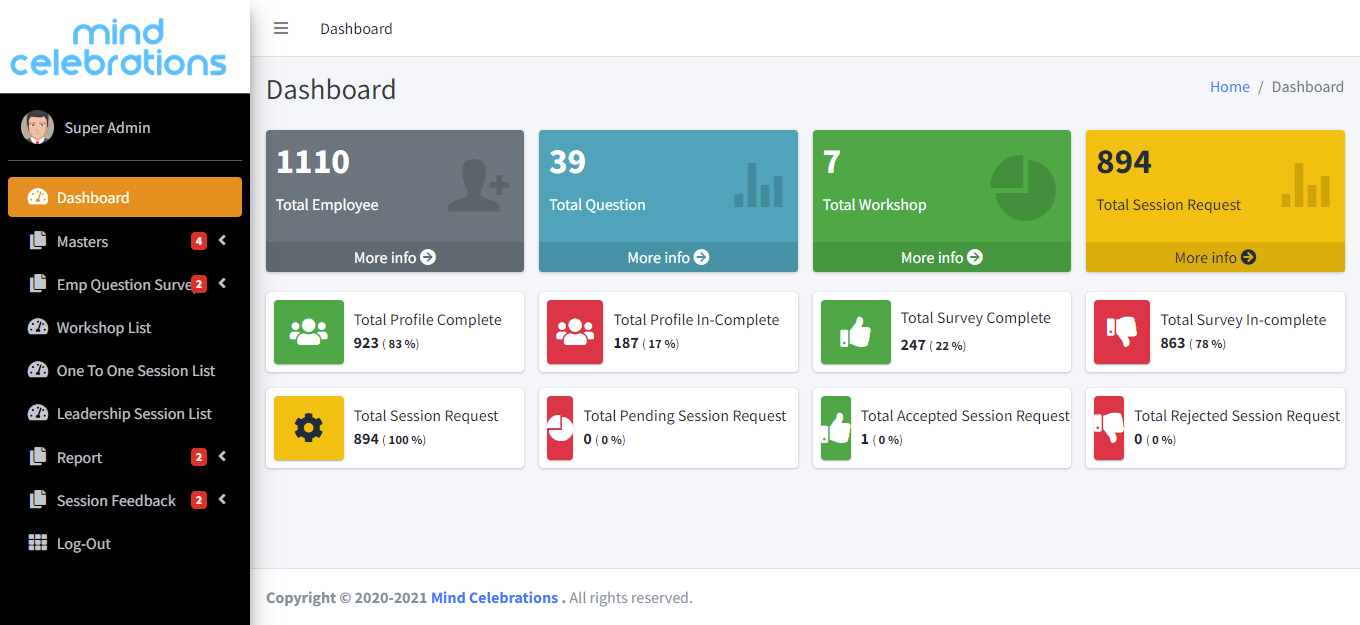 mind
celebrations
Dashboard
Super Admin
Dashboard
Home / Dashboard
Dashboard
Masters 4
Emp Question Surve 2
Workshop List
One To One Session List
Leadership Session List
Report 2
Session Feedback 2
Log-Out
1110
Total Employee
More info
39
Total Question
More info
7
Total Workshop
More info
894
Total Session Request
More info
Total Profile Complete
923 ( 83 %)
Total Profile In-Complete
187 ( 17 %)
Total Survey Complete
247 ( 22 %)
Total Survey In-complete
863 ( 78 %)
Total Session Request
894 ( 100 %)
Total Pending Session Request
0 ( 0 %)
Total Accepted Session Request
1 ( 0 %)
Total Rejected Session Request
0 ( 0 %)
Copyright © 2020-2021 Mind Celebrations . All rights reserved.